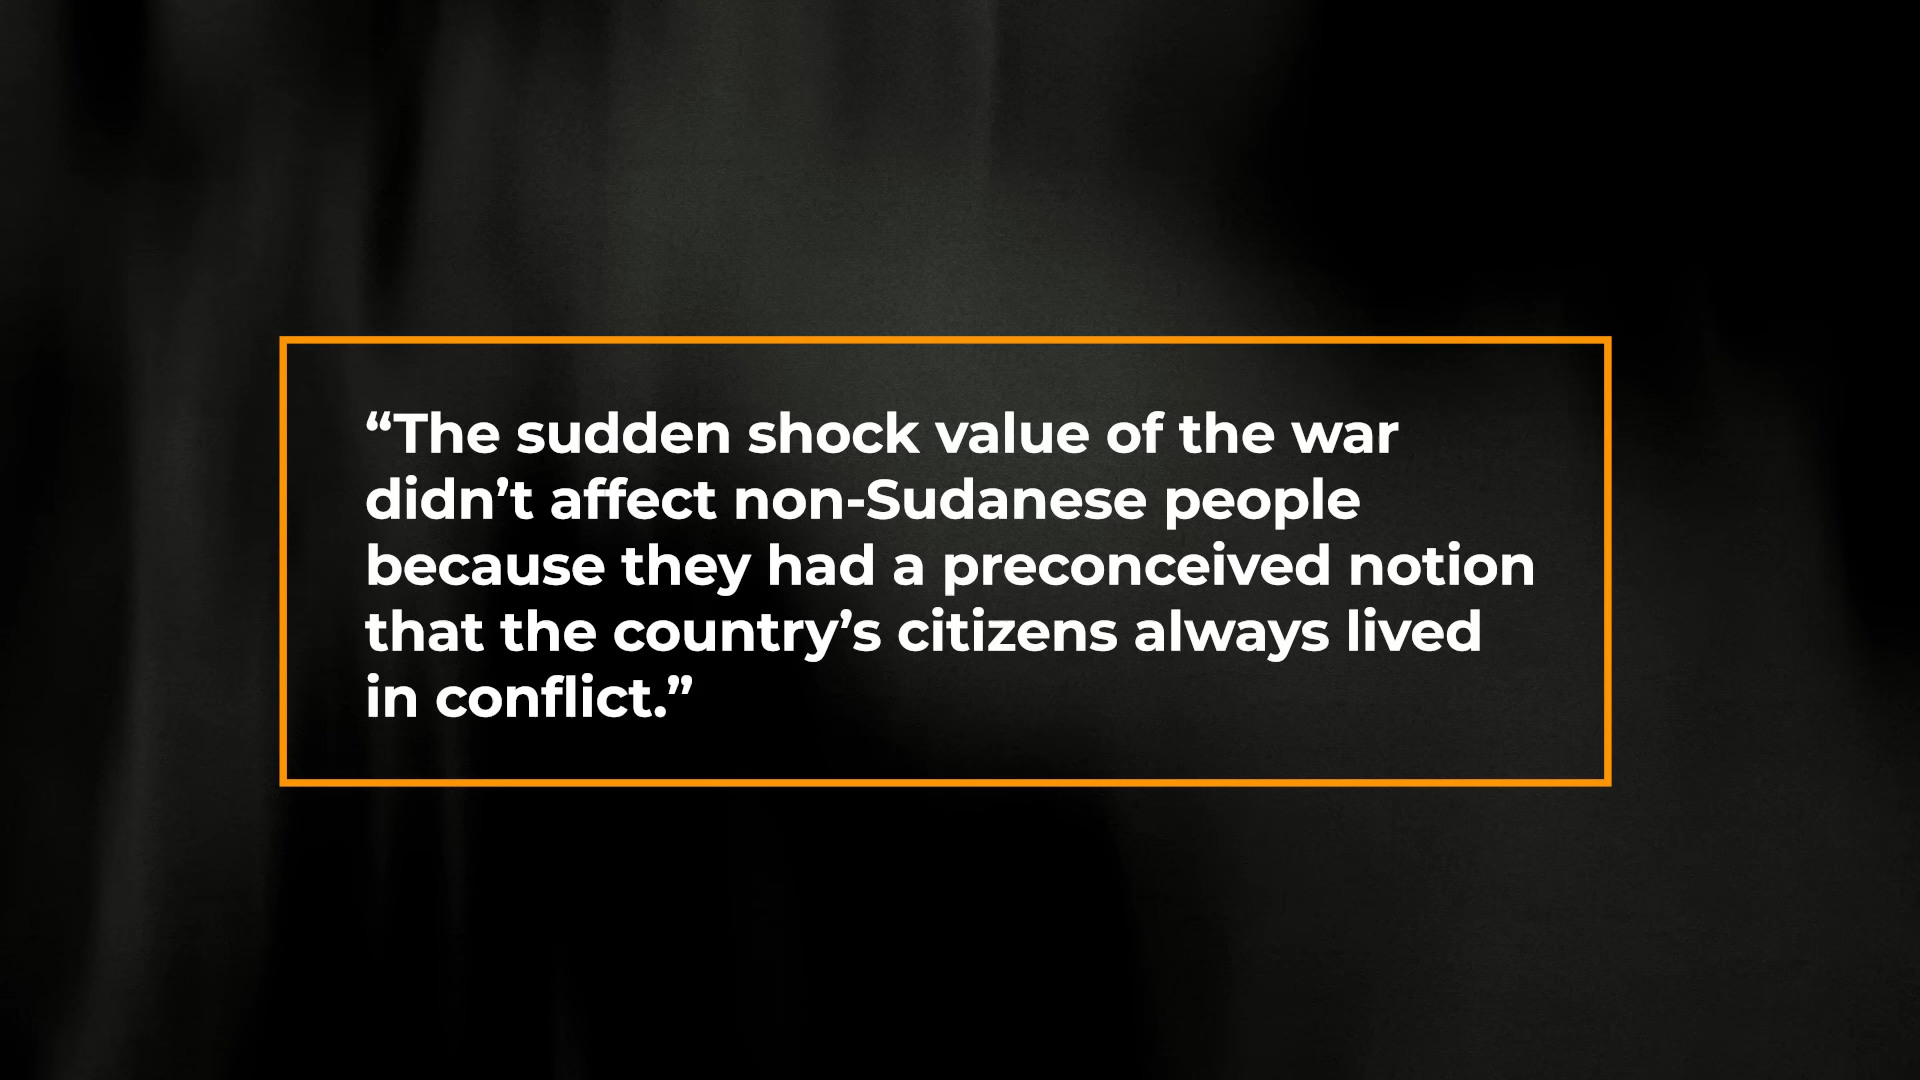 “The sudden shock value of the war
didn’t affect non-Sudanese people
because they had a preconceived notion
that the country’s citizens always lived
in conflict.”